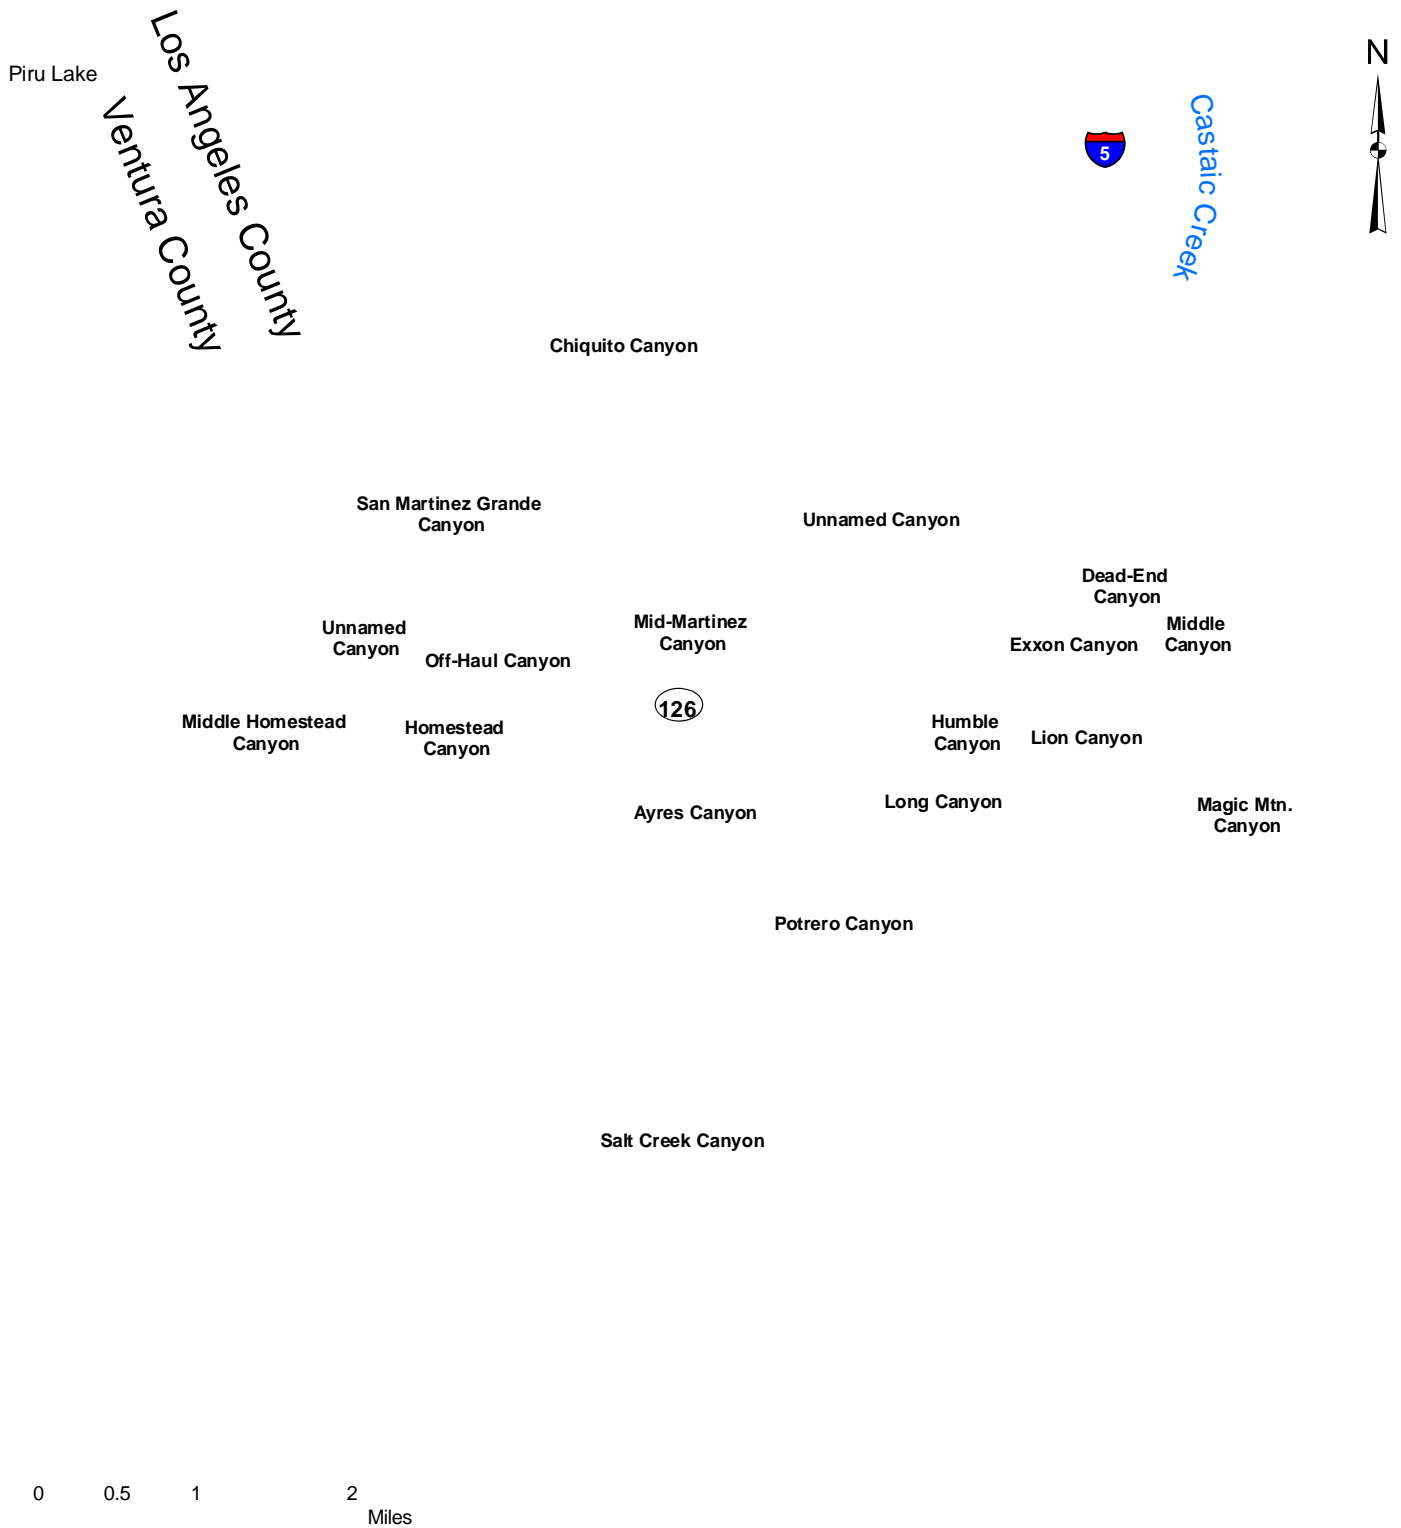 Los Angeles County
N
Piru Lake
Ventura County
Castaic Creek
5
Chiquito Canyon
San Martinez Grande
Canyon
Unnamed Canyon
Dead-End
Canyon
Mid-Martinez
Canyon
Middle
Canyon
Unnamed
Canyon
Exxon Canyon
Off-Haul Canyon
126
Middle Homestead
Canyon
Homestead
Canyon
Humble
Canyon
Lion Canyon
Long Canyon
Magic Mtn.
Canyon
Ayres Canyon
Potrero Canyon
Salt Creek Canyon
0 0.5 1 2
Miles